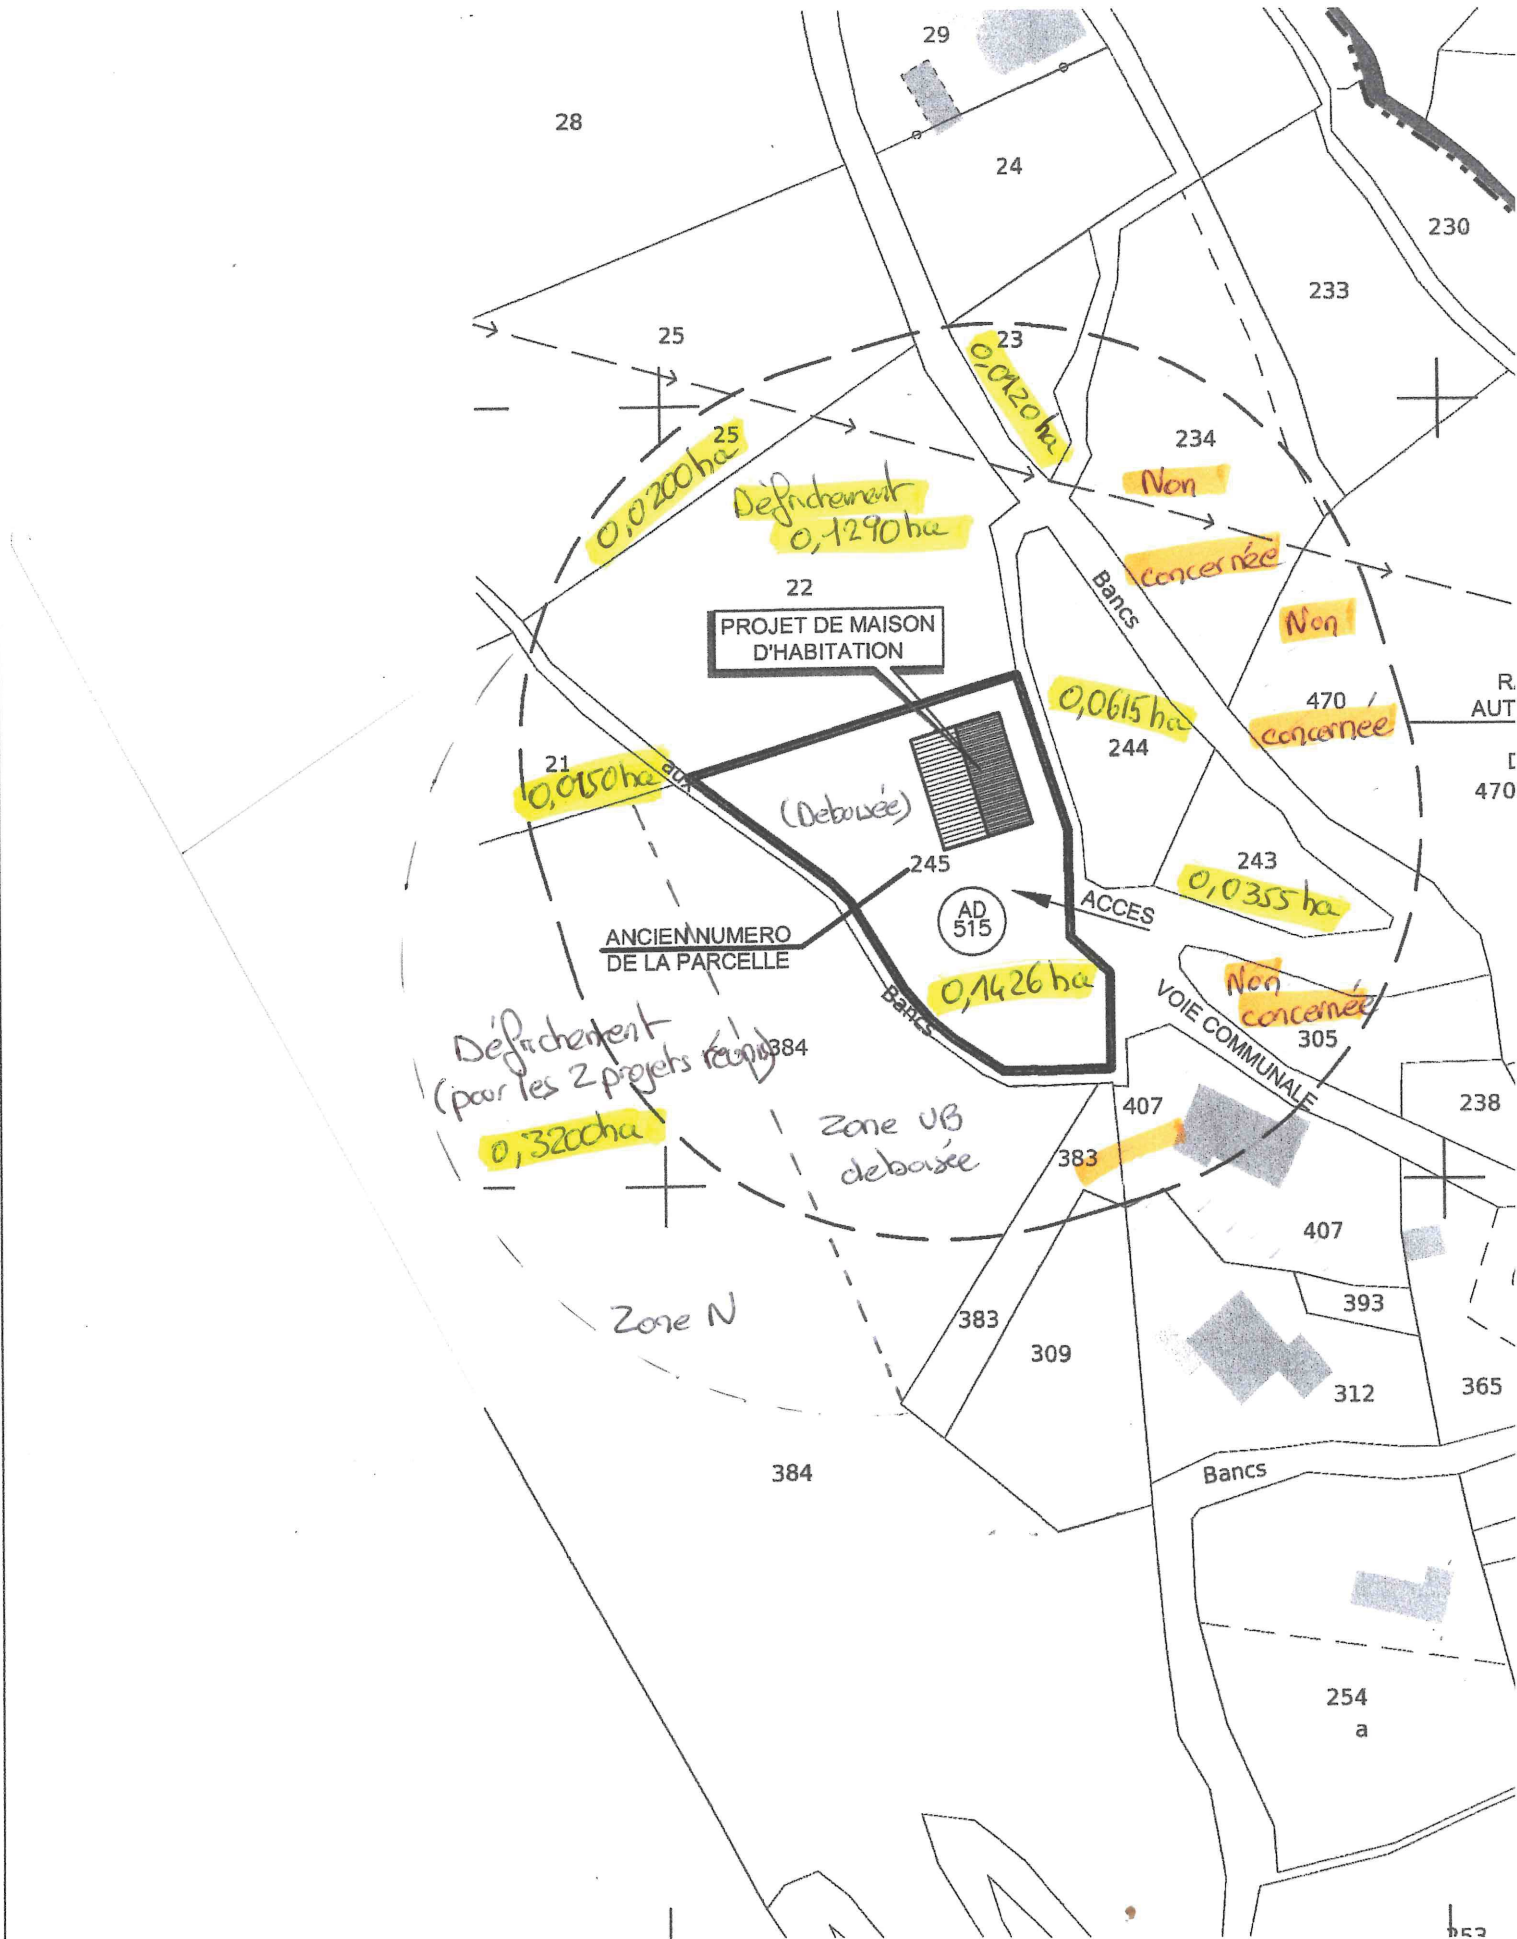 29
28
24
230
233
25
23
0,0120 ha
25
0,0200 ha
234
Non
Défrichement
0,1290 ha
concernée
22
Bancs
Non
PROJET DE MAISON
D'HABITATION
0,0615 ha
470
concernée
R
AUT
244
21
0,0150 ha
aux
470
(Deboisée)
245
243
0,0355 ha
AD
515
ACCES
ANCIEN NUMERO
DE LA PARCELLE
0,1426 ha
Bancs
Non
concernée
VOIE COMMUNALE
305
Défrichement
(pour les 2 projets réunis)
384
0,3200 ha
407
238
Zone UB
deboisée
383
407
Zone N
383
393
309
312
365
384
Bancs
254
a
253